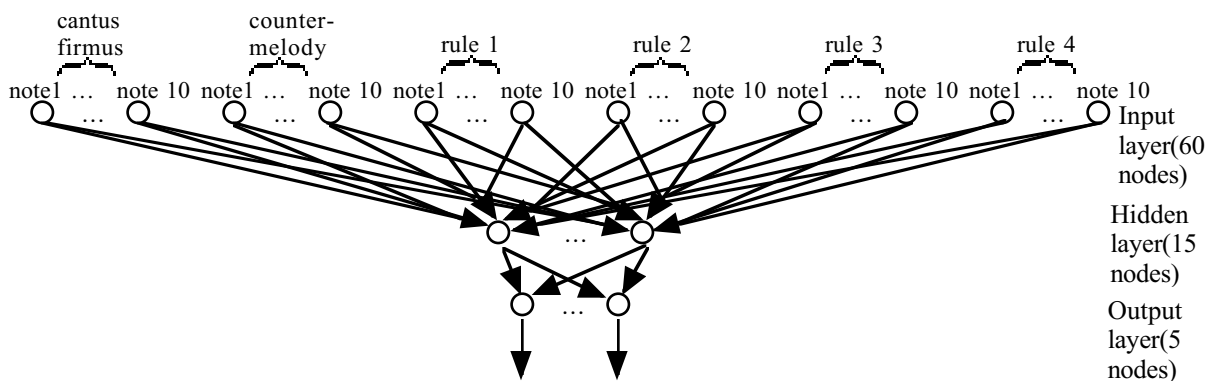 cantus counter-
firmus melody rule 1 rule 2 rule 3 rule 4
note1 … note 10 note1 … note 10 note1 … note 10 note1 … note 10 note1 … note 10 note1 … note 10
… … … … … … Input
layer(60
nodes)
… Hidden
layer(15
nodes)
… Output
layer(5
nodes)